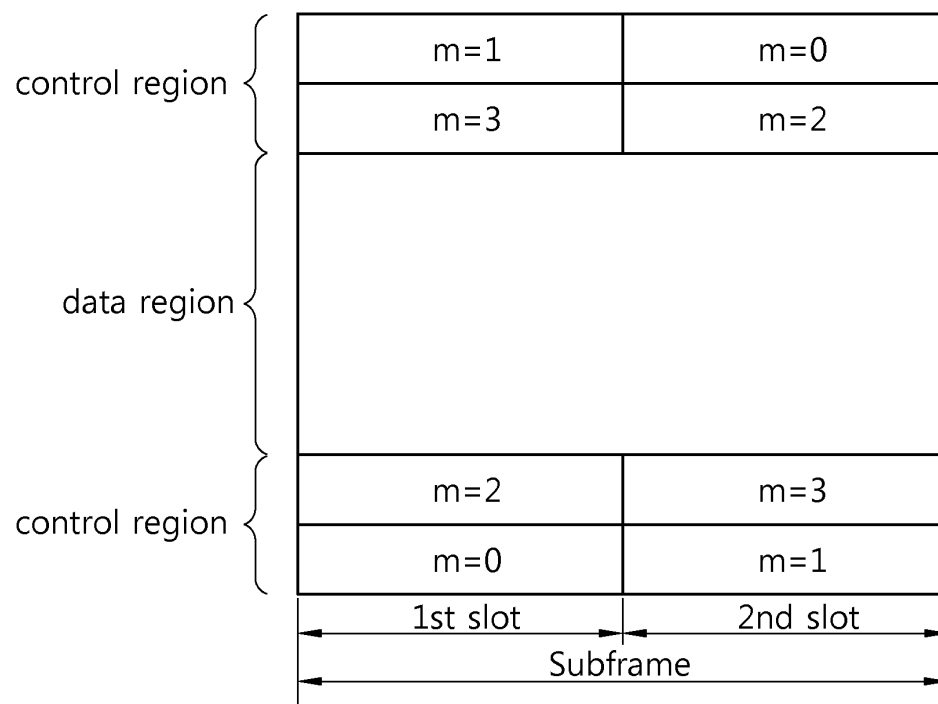 m=1 m=0
control region
m=3 m=2
data region
m=2 m=3
control region
m=0 m=1
1st slot 2nd slot
Subframe